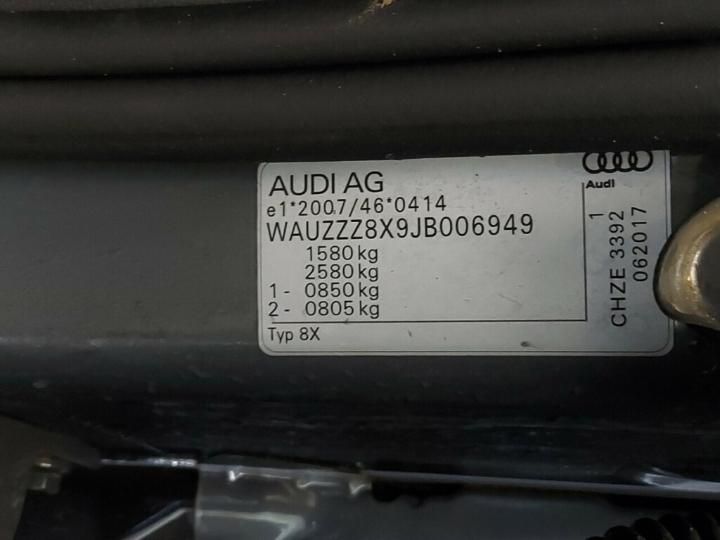 AUDI AG
e1*2007/46*0414
WAUZZZ8X9JB006949
1580 kg
2580 kg
1 - 0850 kg
2 - 0805 kg
Typ 8X
Audi
1
CHZE 3392
062017